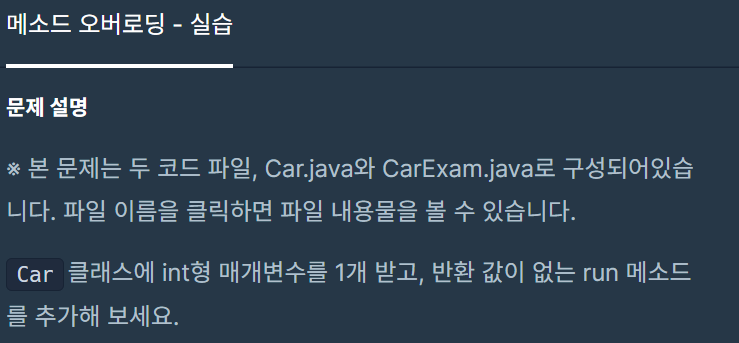 메소드 오버로딩 - 실습
문제 설명
※ 본 문제는 두 코드 파일, Car.java와 CarExam.java로 구성되어있습
니다. 파일 이름을 클릭하면 파일 내용물을 볼 수 있습니다.
Car 클래스에 int형 매개변수를 1개 받고, 반환 값이 없는 run 메소드
를 추가해 보세요.